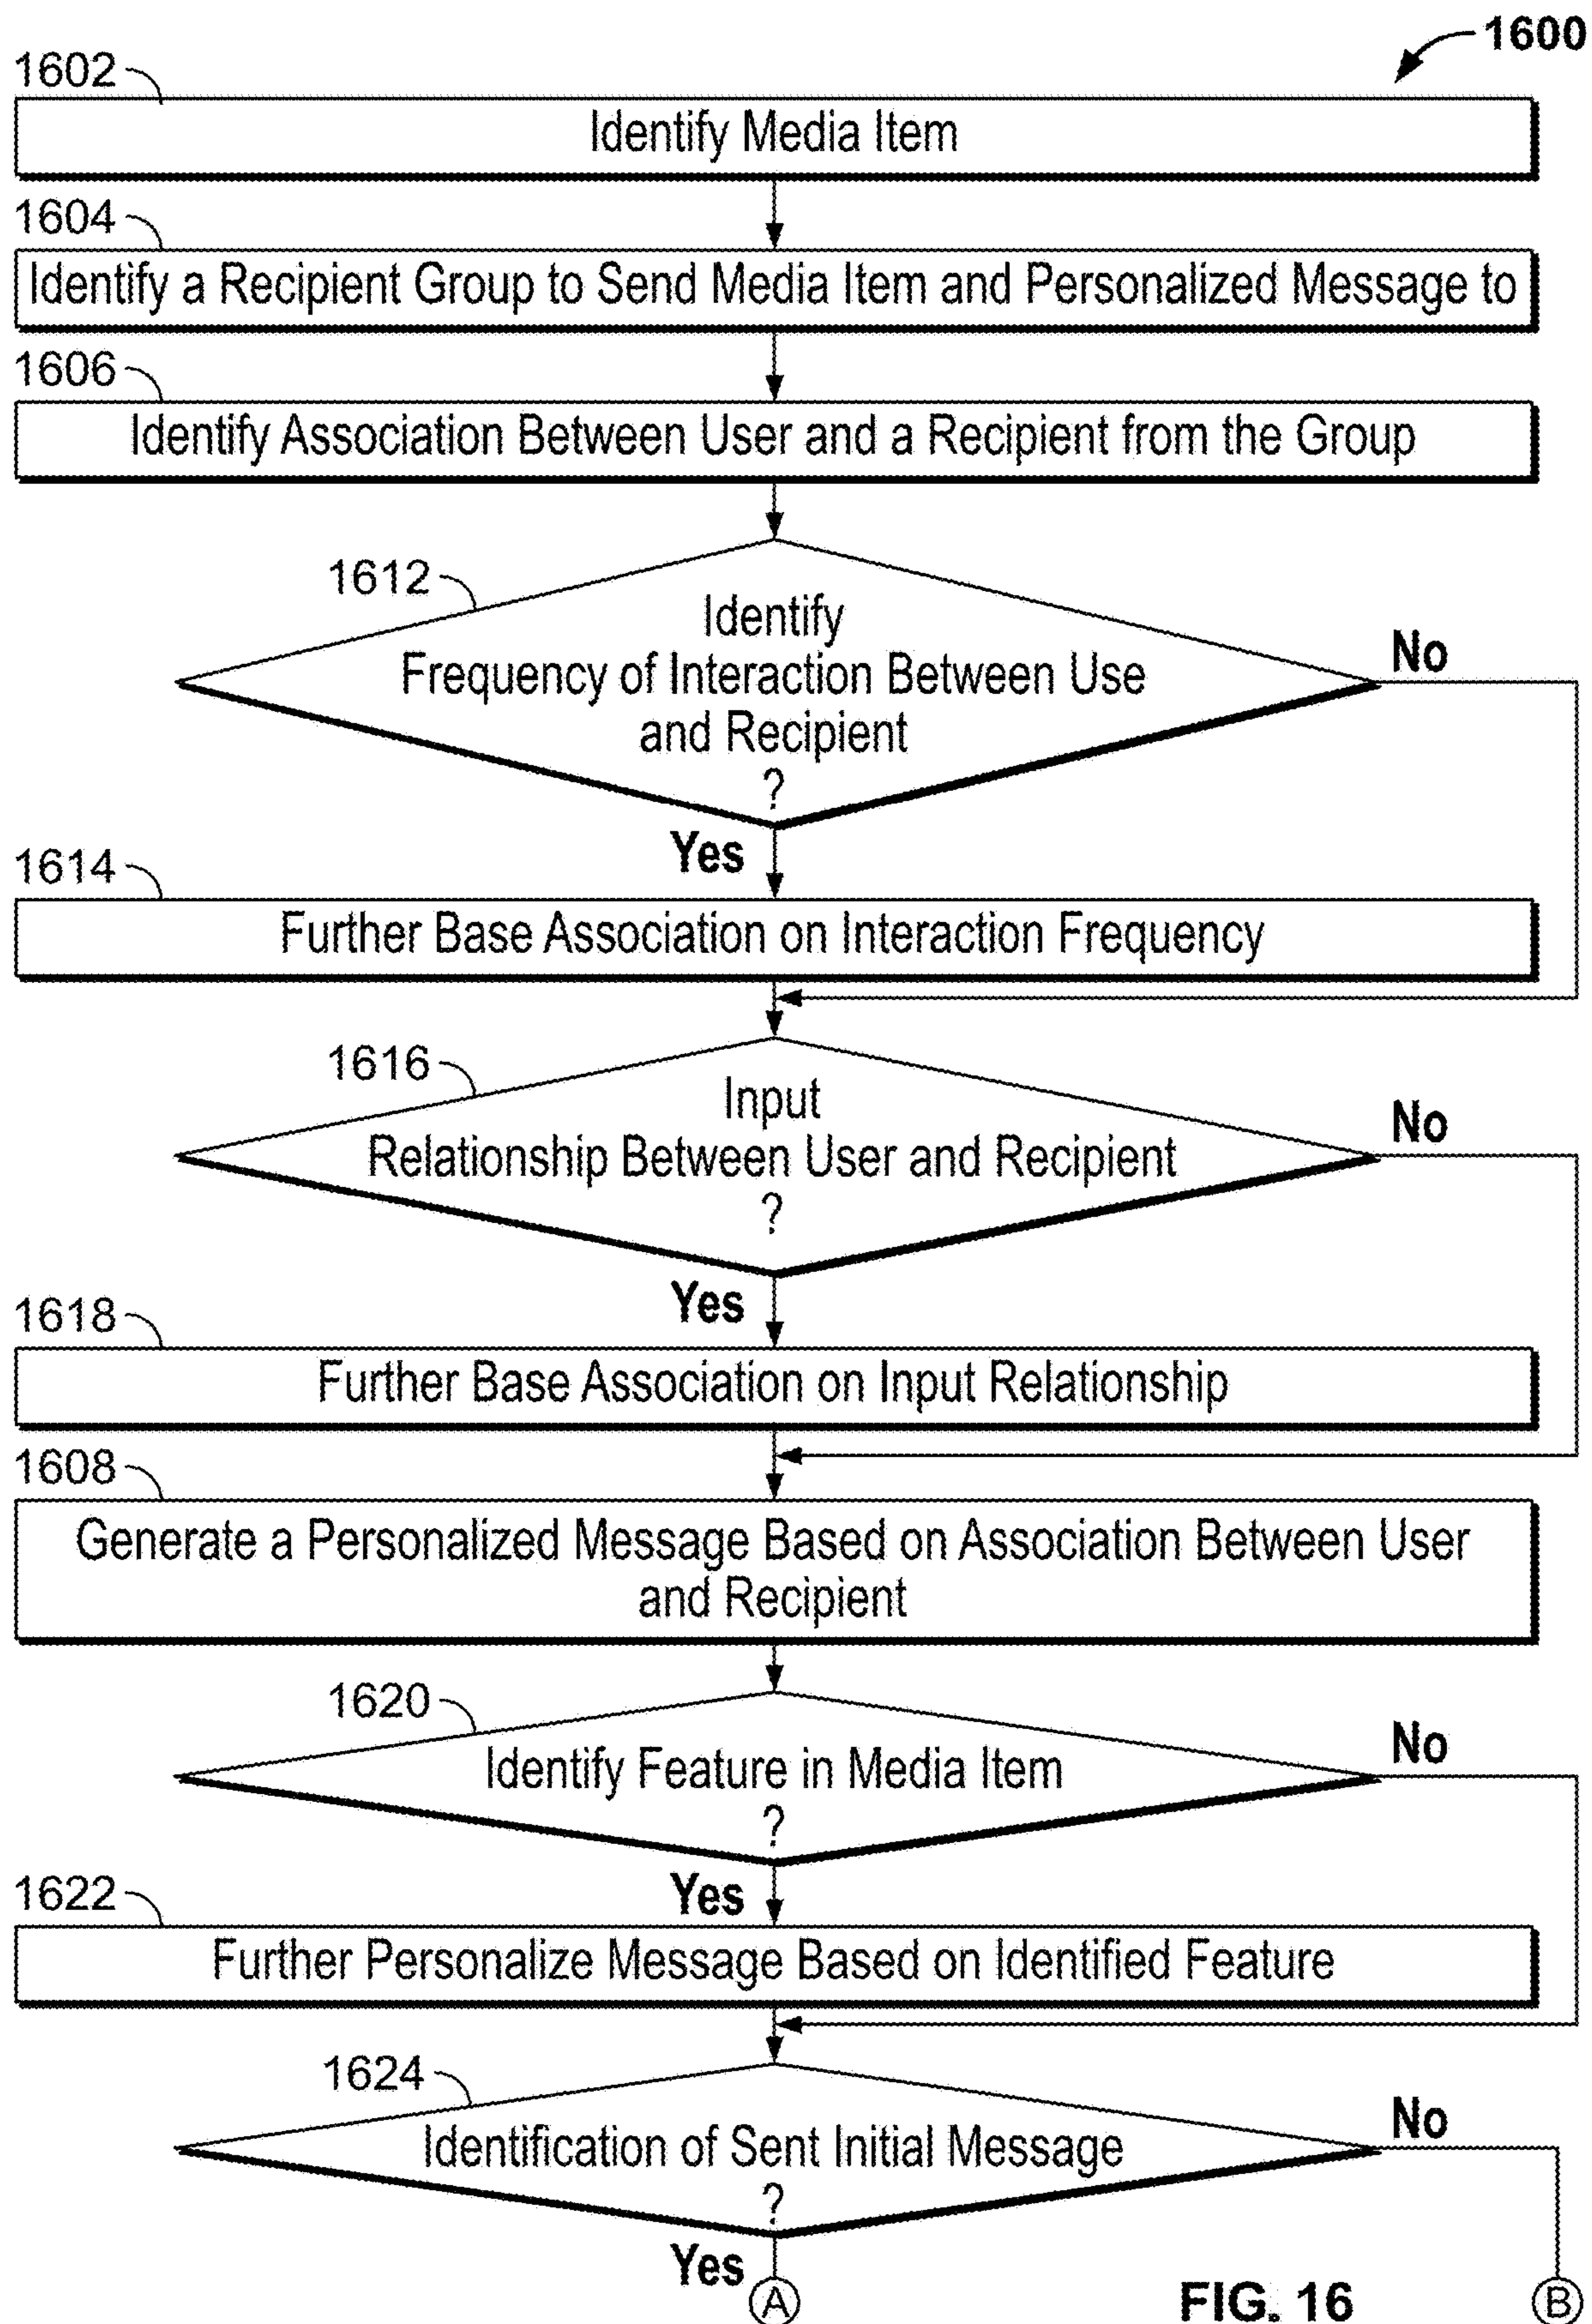 1600
1602
Identify Media Item
1604
Identify a Recipient Group to Send Media Item and Personalized Message to
1606
Identify Association Between User and a Recipient from the Group
1612
Identify
Frequency of Interaction Between Use
and Recipient
?
No
Yes
1614
Further Base Association on Interaction Frequency
1616
Input
Relationship Between User and Recipient
?
No
Yes
1618
Further Base Association on Input Relationship
1608
Generate a Personalized Message Based on Association Between User
and Recipient
1620
Identify Feature in Media Item
?
No
Yes
1622
Further Personalize Message Based on Identified Feature
1624
Identification of Sent Initial Message
?
No
Yes
A
FIG. 16
B